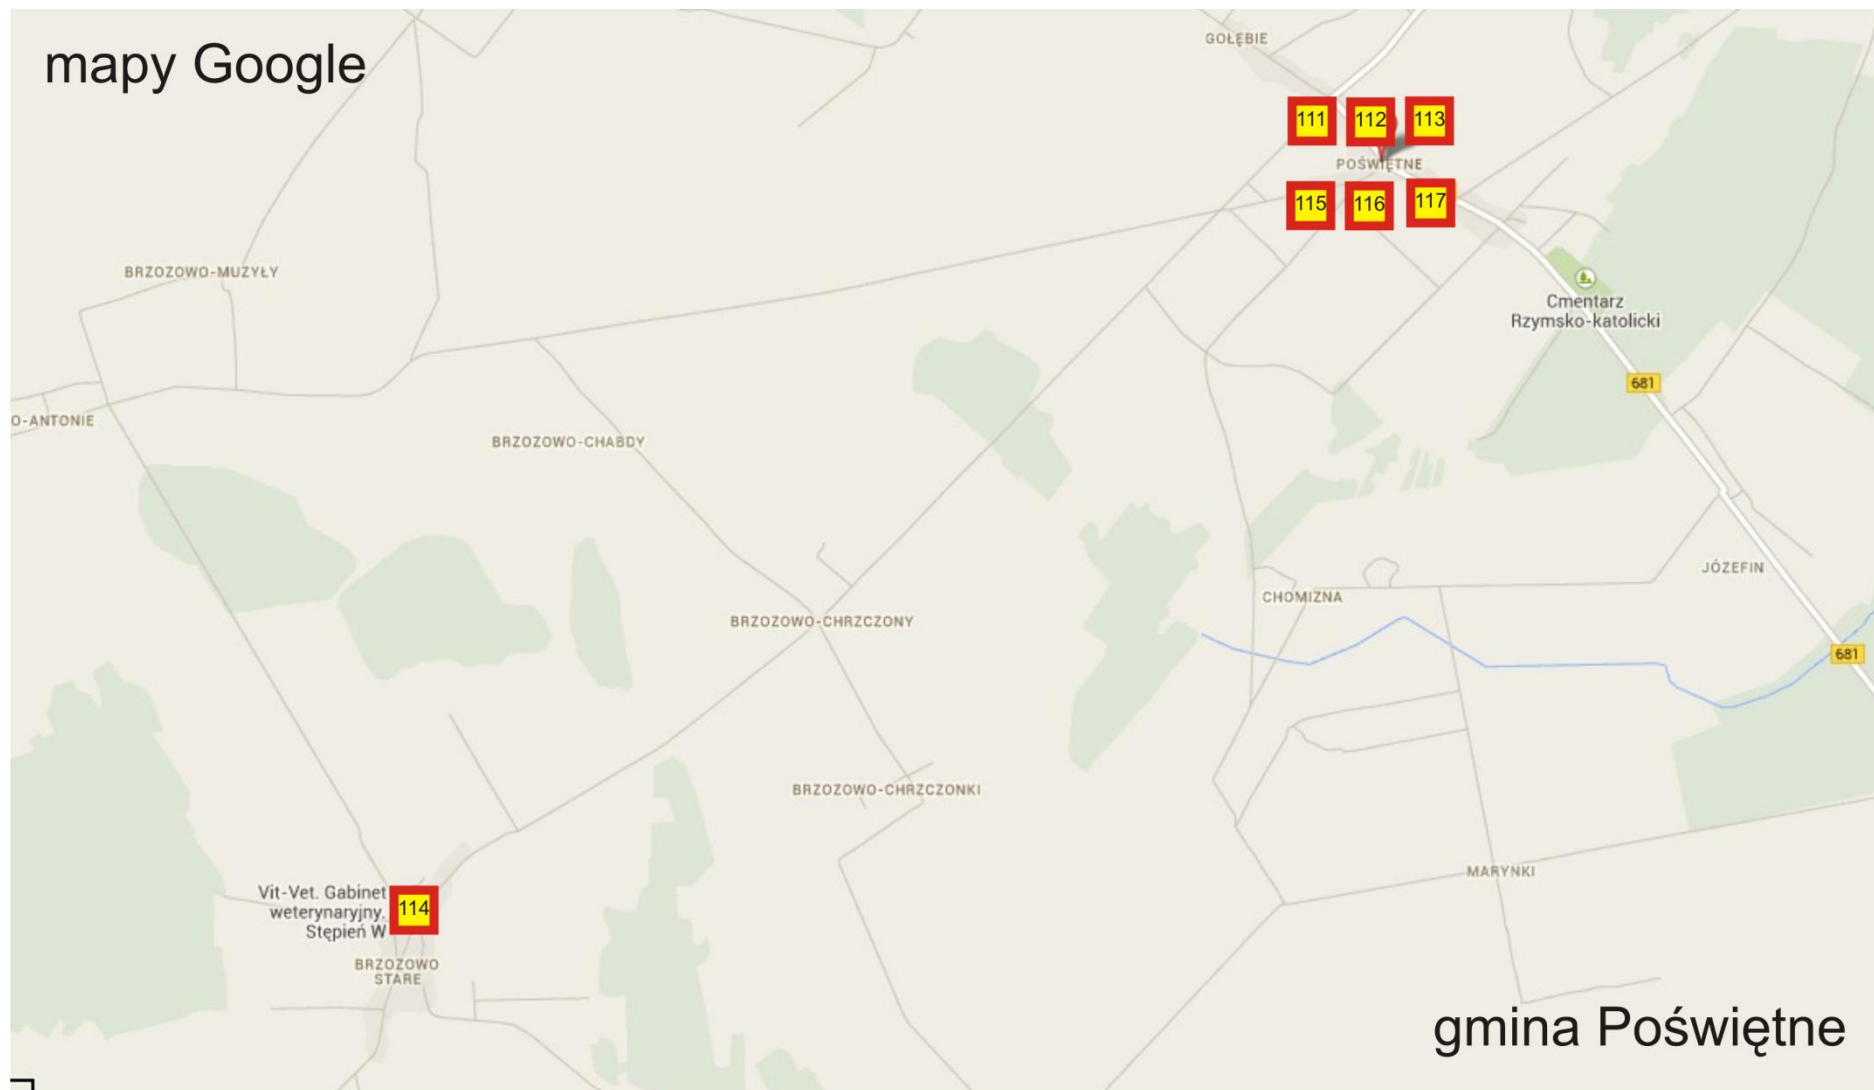 mapy Google
GOŁĘBIE
111 112 113
POŚWIĘTNE
115 116 117
BRZOZOWO-MUZYŁY
Cmentarz
Rzymsko-katolicki
681
O-ANTONIE
BRZOZOWO-CHABDY
JÓZEFIN
CHOMIZNA
BRZOZOWO-CHRZCZONY
681
BRZOZOWO-CHRZCZONKI
MARYNKI
Vit-Vet. Gabinet
weterynaryjny.
Stępień W
114
BRZOZOWO
STARE
gmina Poświętne